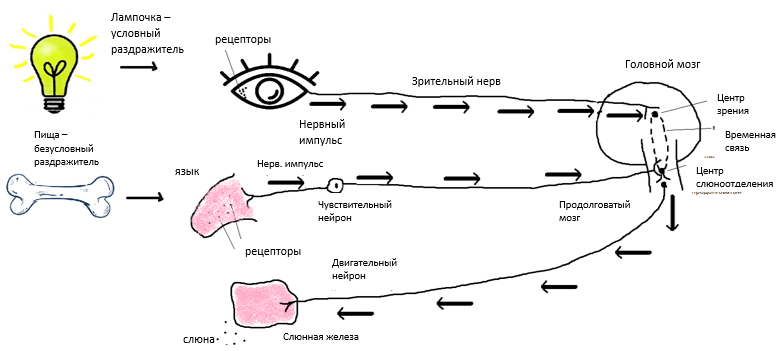 Лампочка –
условный
раздражитель
рецепторы
Зрительный нерв
Головной мозг
Центр
зрения
Временная
связь
Нервный
импульс
Пища –
безусловный
раздражитель
язык
Нерв. импульс
Центр
слюноотделения
Чувствительный
нейрон
Продолговатый
мозг
рецепторы
Двигательный
нейрон
слюна
Слюнная железа